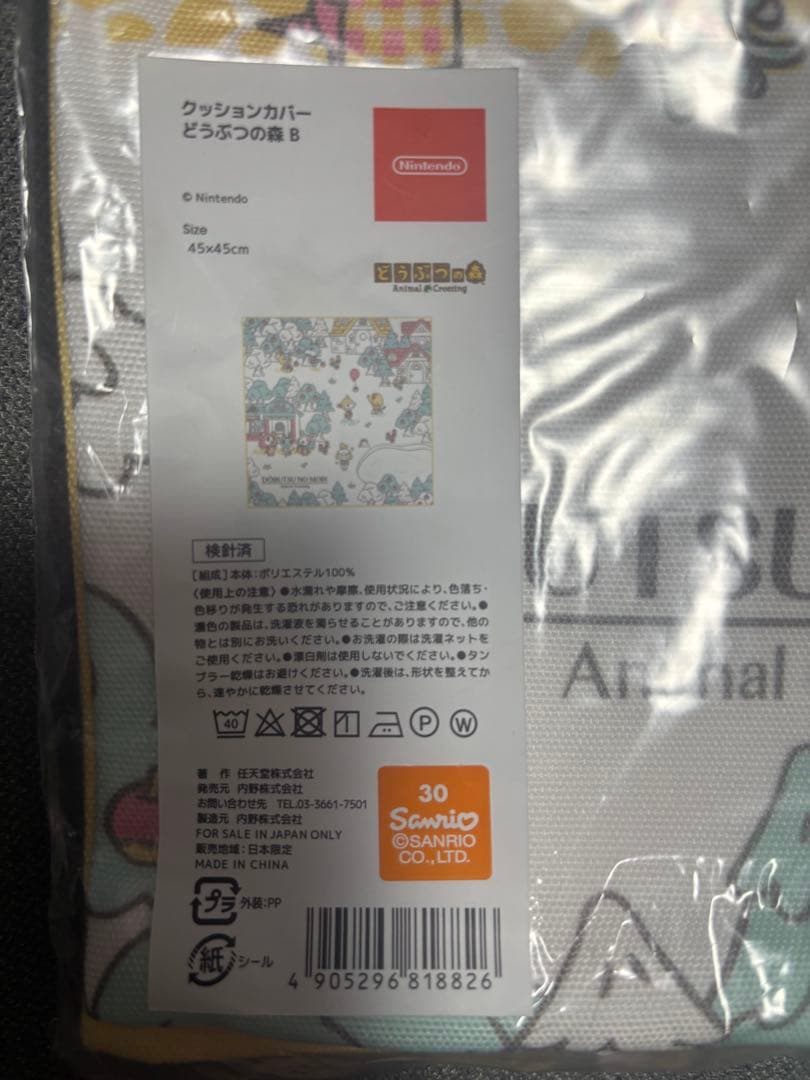 クッションカバー
どうぶつの森 B
Nintendo
© Nintendo
Size
45×45cm
どうぶつの森
Animal Crossing
DŌBUTSU NO MORI
検針済
[組成]本体:ポリエステル100%
〈使用上の注意〉●水濡れや摩擦、使用状況により、色落ち・
色移りが発生する恐れがありますので、ご注意ください。●
濃色の製品は、洗濯液を濁らせることがありますので、他の
物とは別にお洗いください。●お洗濯の際は洗濯ネットを
ご使用ください。●漂白剤は使用しないでください。●タン
ブラー乾燥はお避けください。●洗濯後は、形状を整えてか
ら、速やかに乾燥させてください。
40
P
W
著 作 任天堂株式会社
発売元 内野株式会社
お問い合わせ先 TEL.03-3661-7501
製造元 内野株式会社
FOR SALE IN JAPAN ONLY
販売地域:日本限定
MADE IN CHINA
30
Sanrio
©SANRIO
CO.,LTD.
プラ 外装:PP
紙 シール
4 905296 818826
UTSU
Animal